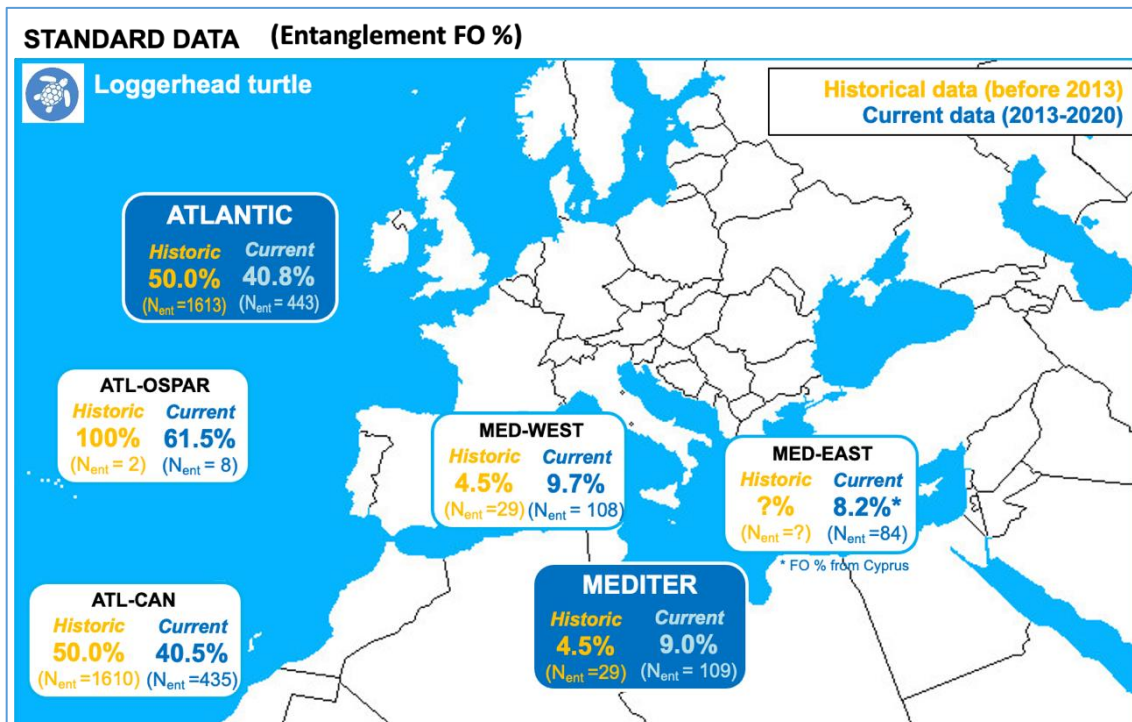 STANDARD DATA (Entanglement FO %)
Loggerhead turtle
Historical data (before 2013)
Current data (2013-2020)
ATLANTIC
Historic Current
50.0% 40.8%
(Nent =1613) (Nent = 443)
ATL-OSPAR
Historic Current
100% 61.5%
(Nent = 2) (Nent = 8)
MED-WEST
Historic Current
4.5% 9.7%
(Nent =29) (Nent = 108)
MED-EAST
Historic Current
?% 8.2%*
(Nent =?) (Nent =84)
* FO % from Cyprus
ATL-CAN
Historic Current
50.0% 40.5%
(Nent =1610) (Nent =435)
MEDITER
Historic Current
4.5% 9.0%
(Nent =29) (Nent = 109)